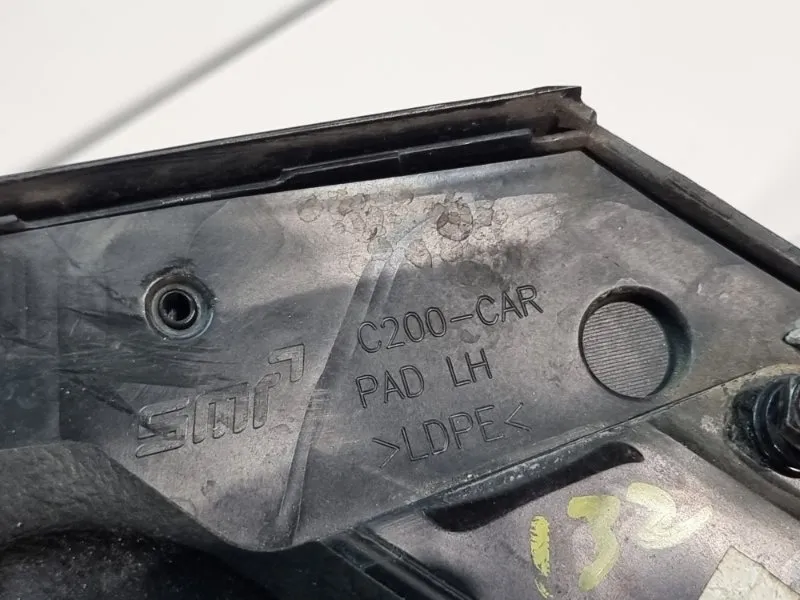 C200-CAR
PAD LH
smr
>LDPE<
132